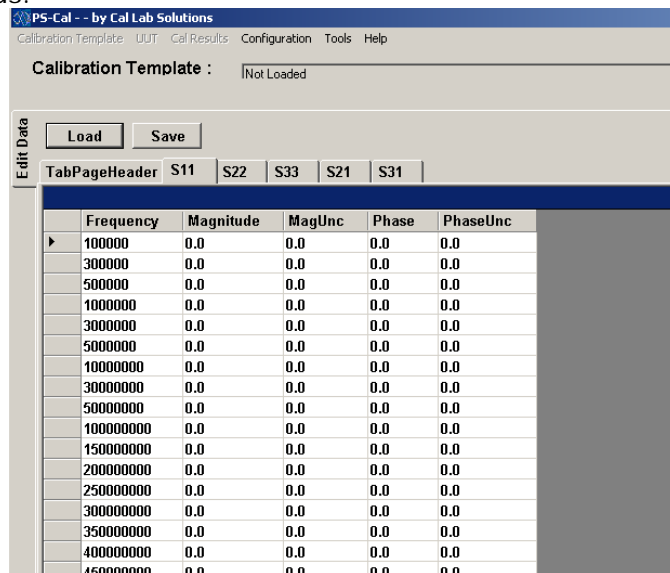 PS-Cal - - by Cal Lab Solutions
Calibration Template UUT Cal Results Configuration Tools Help
Calibration Template : Not Loaded
Edit Data
Load Save
TabPageHeader S11 S22 S33 S21 S31
Frequency Magnitude MagUnc Phase PhaseUnc
100000 0.0 0.0 0.0 0.0
300000 0.0 0.0 0.0 0.0
500000 0.0 0.0 0.0 0.0
1000000 0.0 0.0 0.0 0.0
3000000 0.0 0.0 0.0 0.0
5000000 0.0 0.0 0.0 0.0
10000000 0.0 0.0 0.0 0.0
30000000 0.0 0.0 0.0 0.0
50000000 0.0 0.0 0.0 0.0
100000000 0.0 0.0 0.0 0.0
150000000 0.0 0.0 0.0 0.0
200000000 0.0 0.0 0.0 0.0
250000000 0.0 0.0 0.0 0.0
300000000 0.0 0.0 0.0 0.0
350000000 0.0 0.0 0.0 0.0
400000000 0.0 0.0 0.0 0.0
450000000 0.0 0.0 0.0 0.0